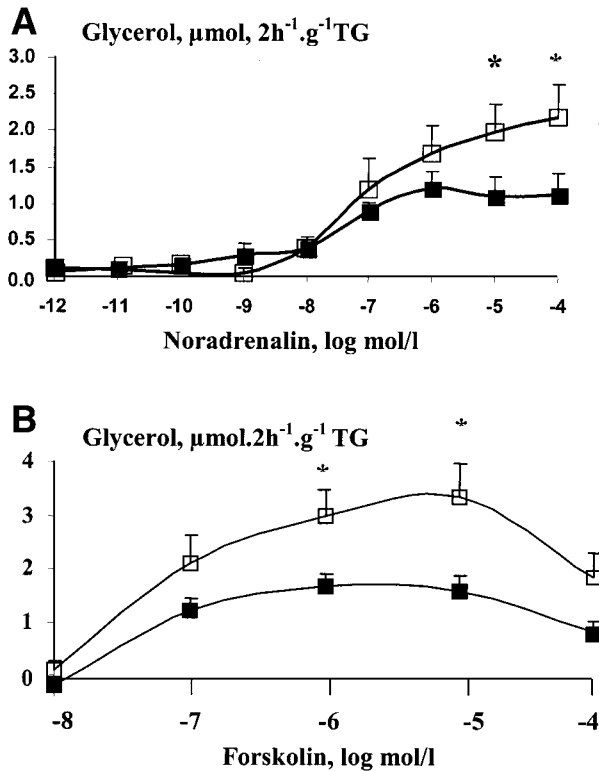 A
Glycerol, µmol, 2h⁻¹.g⁻¹TG
3.0
2.5
2.0
1.5
1.0
0.5
0.0
* *
-12 -11 -10 -9 -8 -7 -6 -5 -4
Noradrenalin, log mol/l
B
Glycerol, µmol.2h⁻¹.g⁻¹ TG
4
3
2
1
0
* *
-8 -7 -6 -5 -4
Forskolin, log mol/l